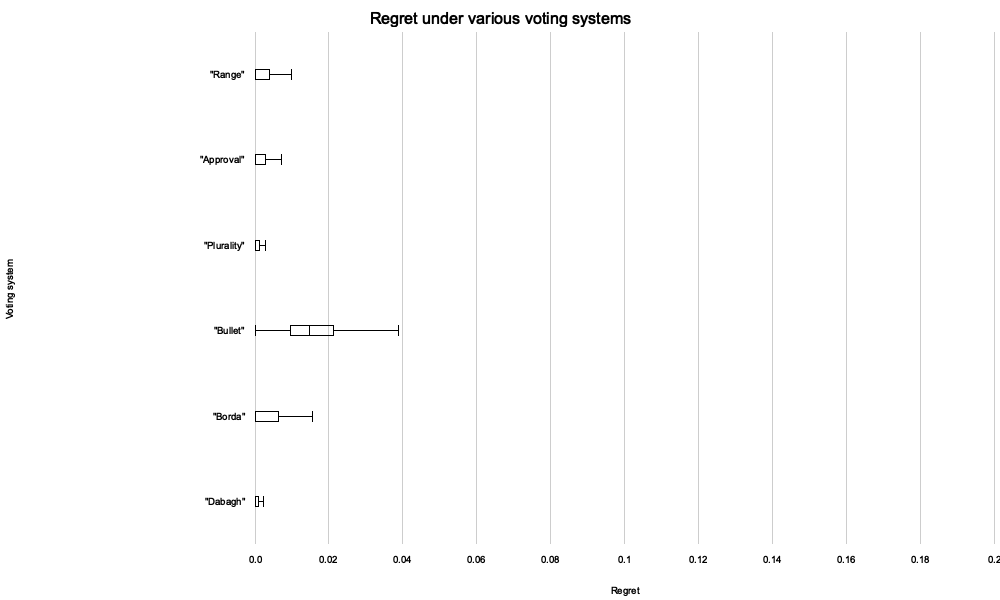 Regret under various voting systems
"Range"
"Approval"
"Plurality"
Voting system
"Bullet"
"Borda"
"Dabagh"
0.0 0.02 0.04 0.06 0.08 0.1 0.12 0.14 0.16 0.18 0.2
Regret